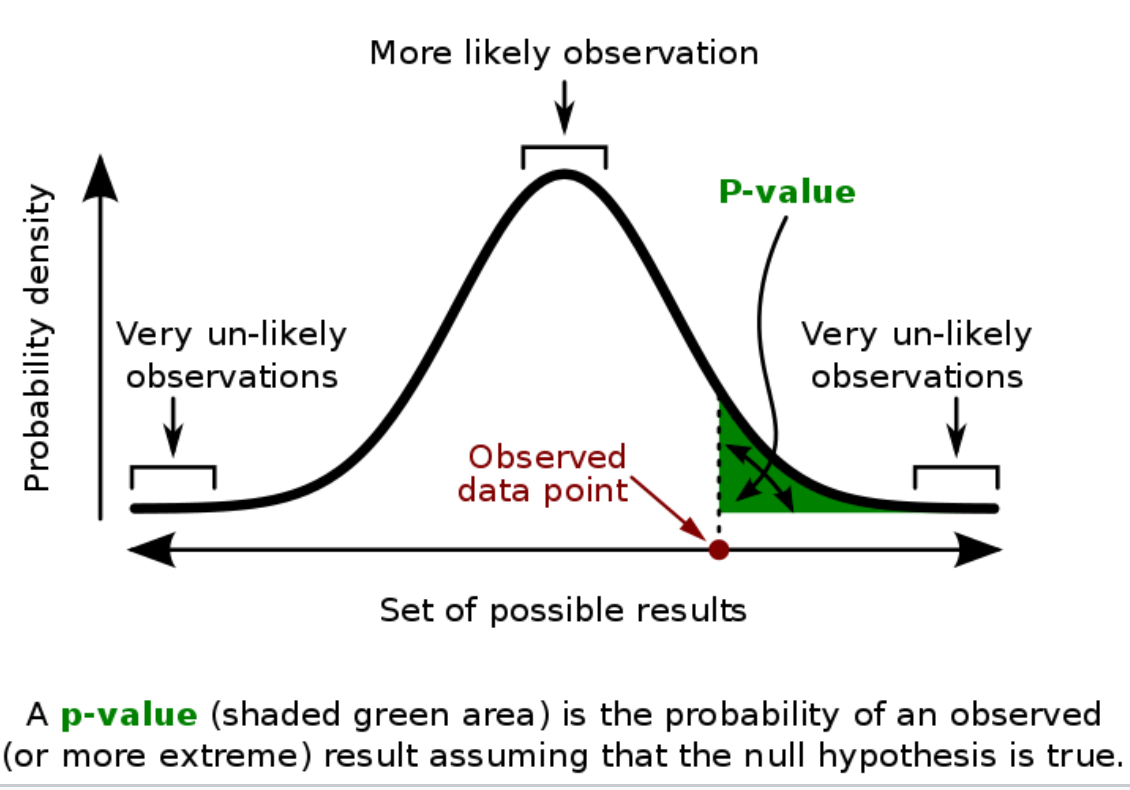 More likely observation
P-value
Probability density
Very un-likely
observations
Very un-likely
observations
Observed
data point
Set of possible results
A p-value (shaded green area) is the probability of an observed
(or more extreme) result assuming that the null hypothesis is true.